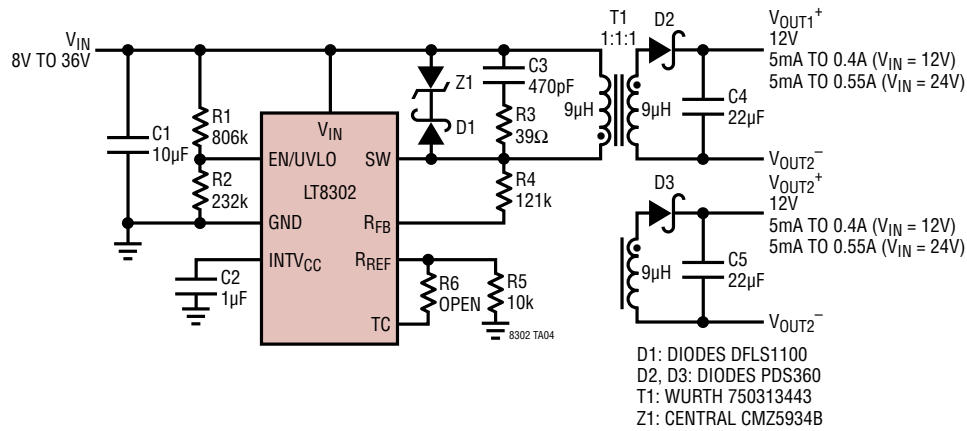 VIN
8V TO 36V
C1
10µF
R1
806k
R2
232k
VIN
EN/UVLO
SW
LT8302
GND
RFB
INTVCC
RREF
TC
C2
1µF
Z1
D1
C3
470pF
R3
39Ω
R4
121k
R6
OPEN
R5
10k
8302 TA04
T1
1:1:1
9µH
9µH
D2
C4
22µF
VOUT1+
12V
5mA TO 0.4A (VIN = 12V)
5mA TO 0.55A (VIN = 24V)
VOUT2–
D3
9µH
C5
22µF
VOUT2+
12V
5mA TO 0.4A (VIN = 12V)
5mA TO 0.55A (VIN = 24V)
VOUT2–
D1: DIODES DFLS1100
D2, D3: DIODES PDS360
T1: WURTH 750313443
Z1: CENTRAL CMZ5934B